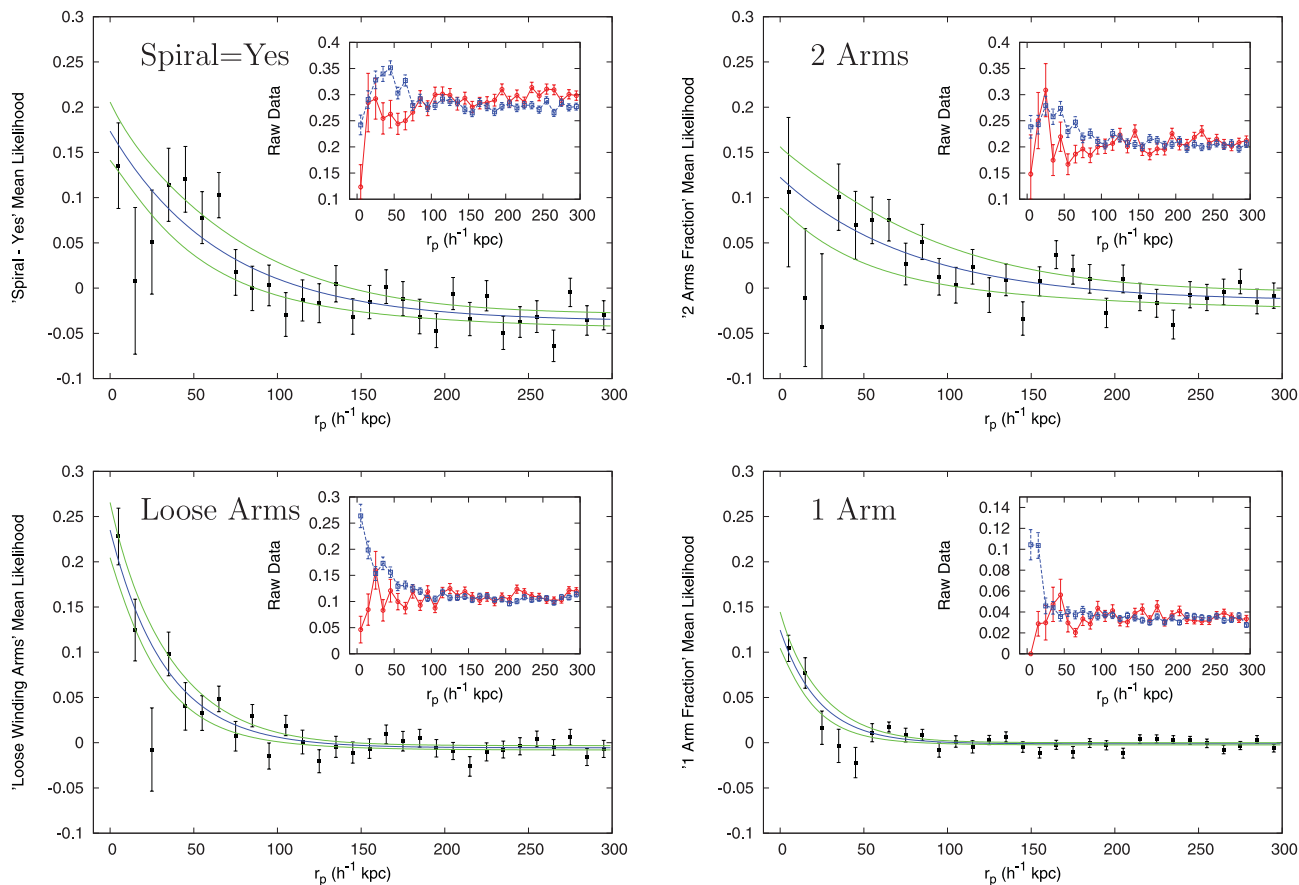 Spiral=Yes
'Spiral - Yes' Mean Likelihood
0.3
0.25
0.2
0.15
0.1
0.05
0
-0.05
-0.1
0 50 100 150 200 250 300
r_p (h^-1 kpc)
Raw Data
0.4
0.35
0.3
0.25
0.2
0.15
0.1
0 50 100 150 200 250 300
r_p (h^-1 kpc)
2 Arms
'2 Arms Fraction' Mean Likelihood
0.3
0.25
0.2
0.15
0.1
0.05
0
-0.05
-0.1
0 50 100 150 200 250 300
r_p (h^-1 kpc)
Raw Data
0.4
0.35
0.3
0.25
0.2
0.15
0.1
0 50 100 150 200 250 300
r_p (h^-1 kpc)
Loose Arms
'Loose Winding Arms' Mean Likelihood
0.3
0.25
0.2
0.15
0.1
0.05
0
-0.05
-0.1
0 50 100 150 200 250 300
r_p (h^-1 kpc)
Raw Data
0.3
0.25
0.2
0.15
0.1
0.05
0
0 50 100 150 200 250 300
r_p (h^-1 kpc)
1 Arm
'1 Arm Fraction' Mean Likelihood
0.3
0.25
0.2
0.15
0.1
0.05
0
-0.05
-0.1
0 50 100 150 200 250 300
r_p (h^-1 kpc)
Raw Data
0.14
0.12
0.1
0.08
0.06
0.04
0.02
0
0 50 100 150 200 250 300
r_p (h^-1 kpc)